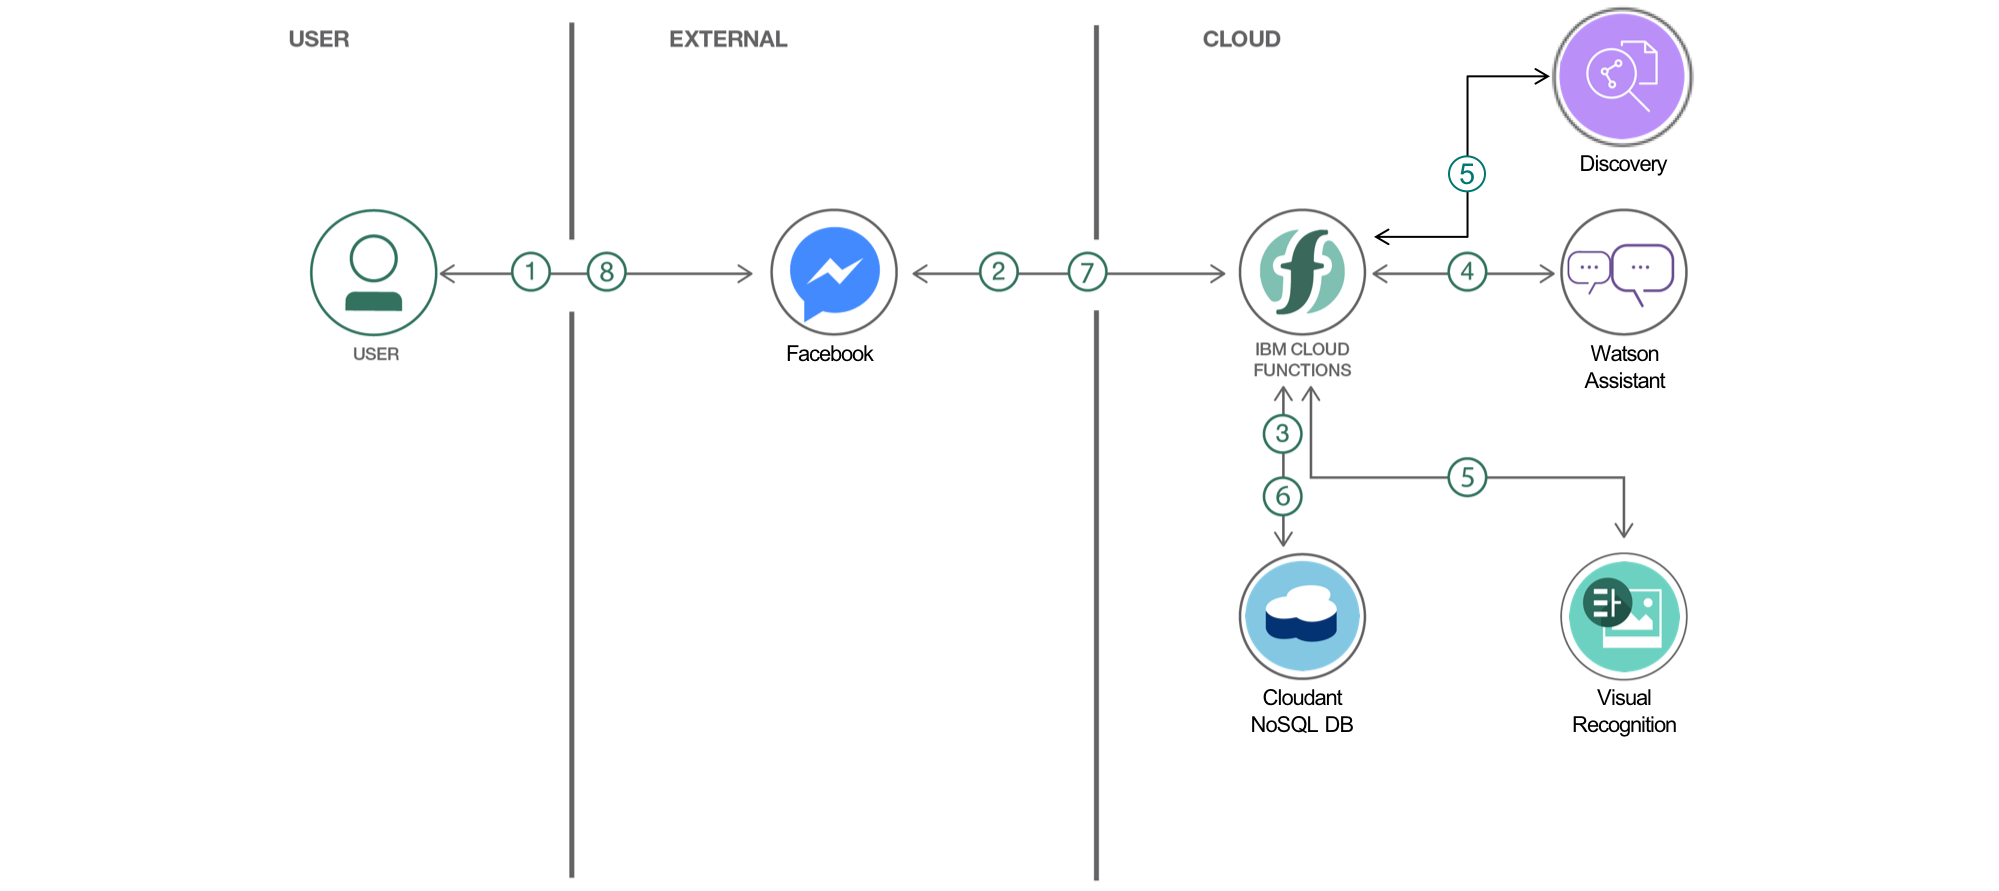 USER
EXTERNAL
CLOUD
Discovery
5
1
8
2
7
4
USER
Facebook
IBM CLOUD
FUNCTIONS
Watson
Assistant
3
5
6
Cloudant
NoSQL DB
Visual
Recognition